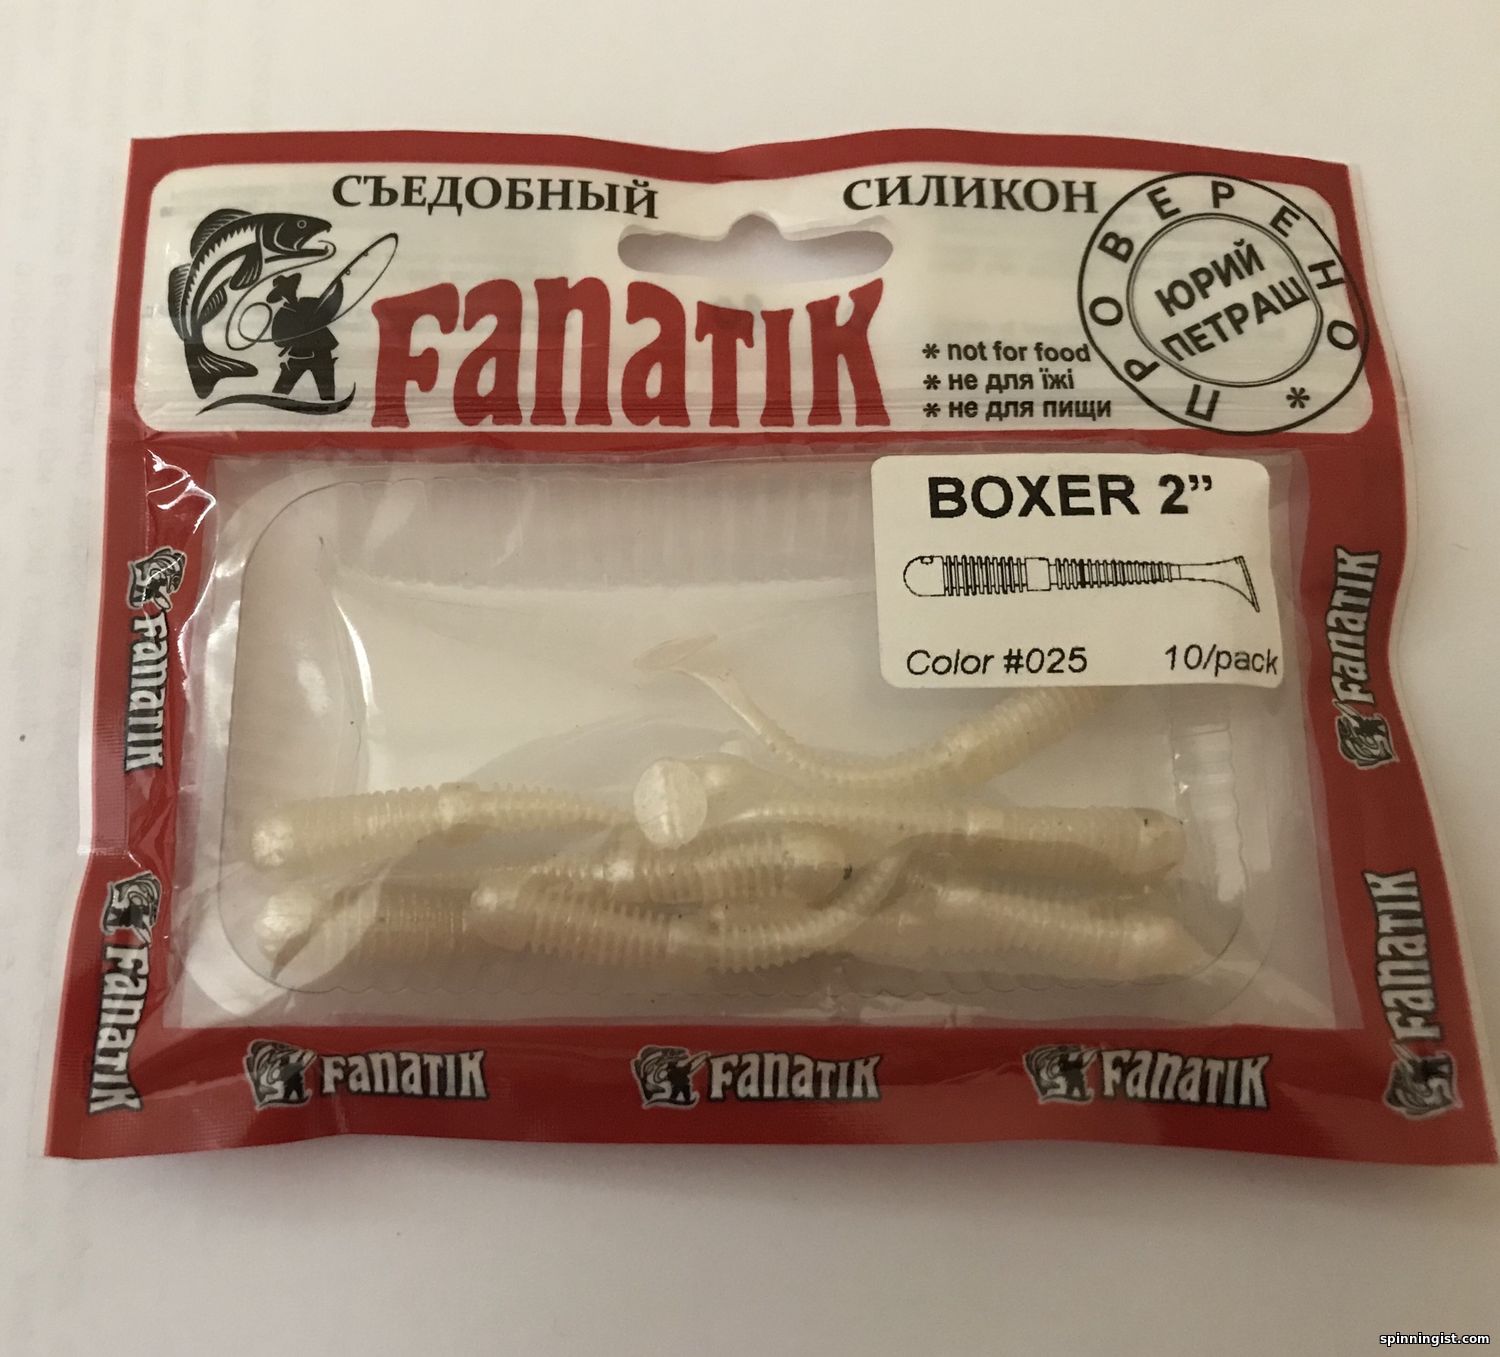 СЪЕДОБНЫЙ СИЛИКОН
FANATIK
* not for food
* не для їжі
* не для пищи
ПРОВЕРЕНО *
ЮРИЙ
ПЕТРАШ
BOXER 2”
Color #025 10/pack
FANATIK
FANATIK
FANATIK
FANATIK
FANATIK
FANATIK
FANATIK
spinningist.com